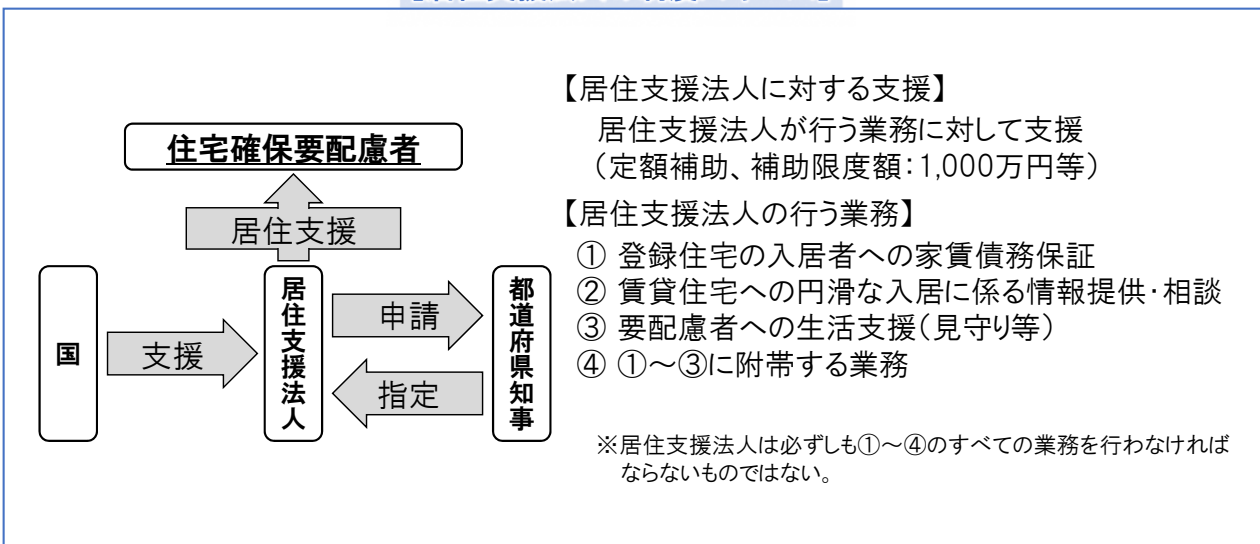 住宅確保要配慮者
居住支援
国
支援
居住支援法人
申請
指定
都道府県知事
【居住支援法人に対する支援】
居住支援法人が行う業務に対して支援
（定額補助、補助限度額：1,000万円等）
【居住支援法人の行う業務】
① 登録住宅の入居者への家賃債務保証
② 賃貸住宅への円滑な入居に係る情報提供・相談
③ 要配慮者への生活支援（見守り等）
④ ①～③に附帯する業務
※居住支援法人は必ずしも①～④のすべての業務を行わなければ
ならないものではない。